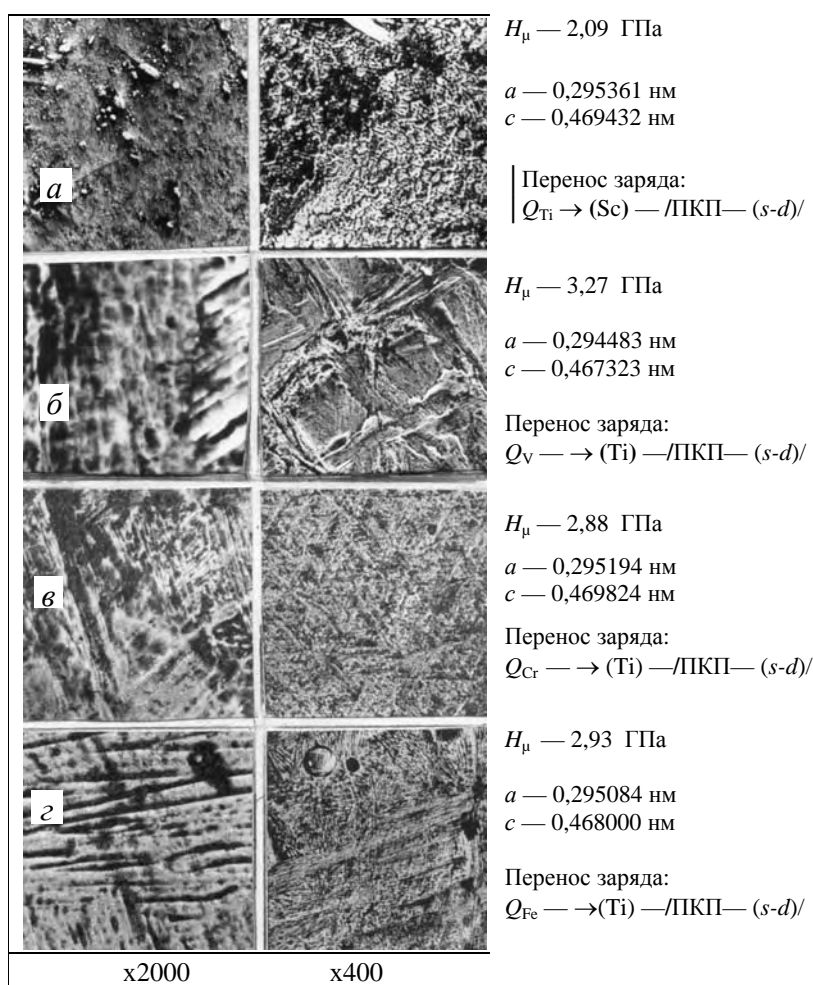 Hμ — 2,09 ГПа
a — 0,295361 нм
c — 0,469432 нм
Перенос заряда:
QTi → (Sc) — /ПКП— (s-d)/
а
Hμ — 3,27 ГПа
a — 0,294483 нм
c — 0,467323 нм
Перенос заряда:
QV — → (Ti) —/ПКП— (s-d)/
б
Hμ — 2,88 ГПа
a — 0,295194 нм
c — 0,469824 нм
Перенос заряда:
QCr — → (Ti) —/ПКП— (s-d)/
в
Hμ — 2,93 ГПа
a — 0,295084 нм
c — 0,468000 нм
Перенос заряда:
QFe — →(Ti) —/ПКП— (s-d)/
г
x2000 x400